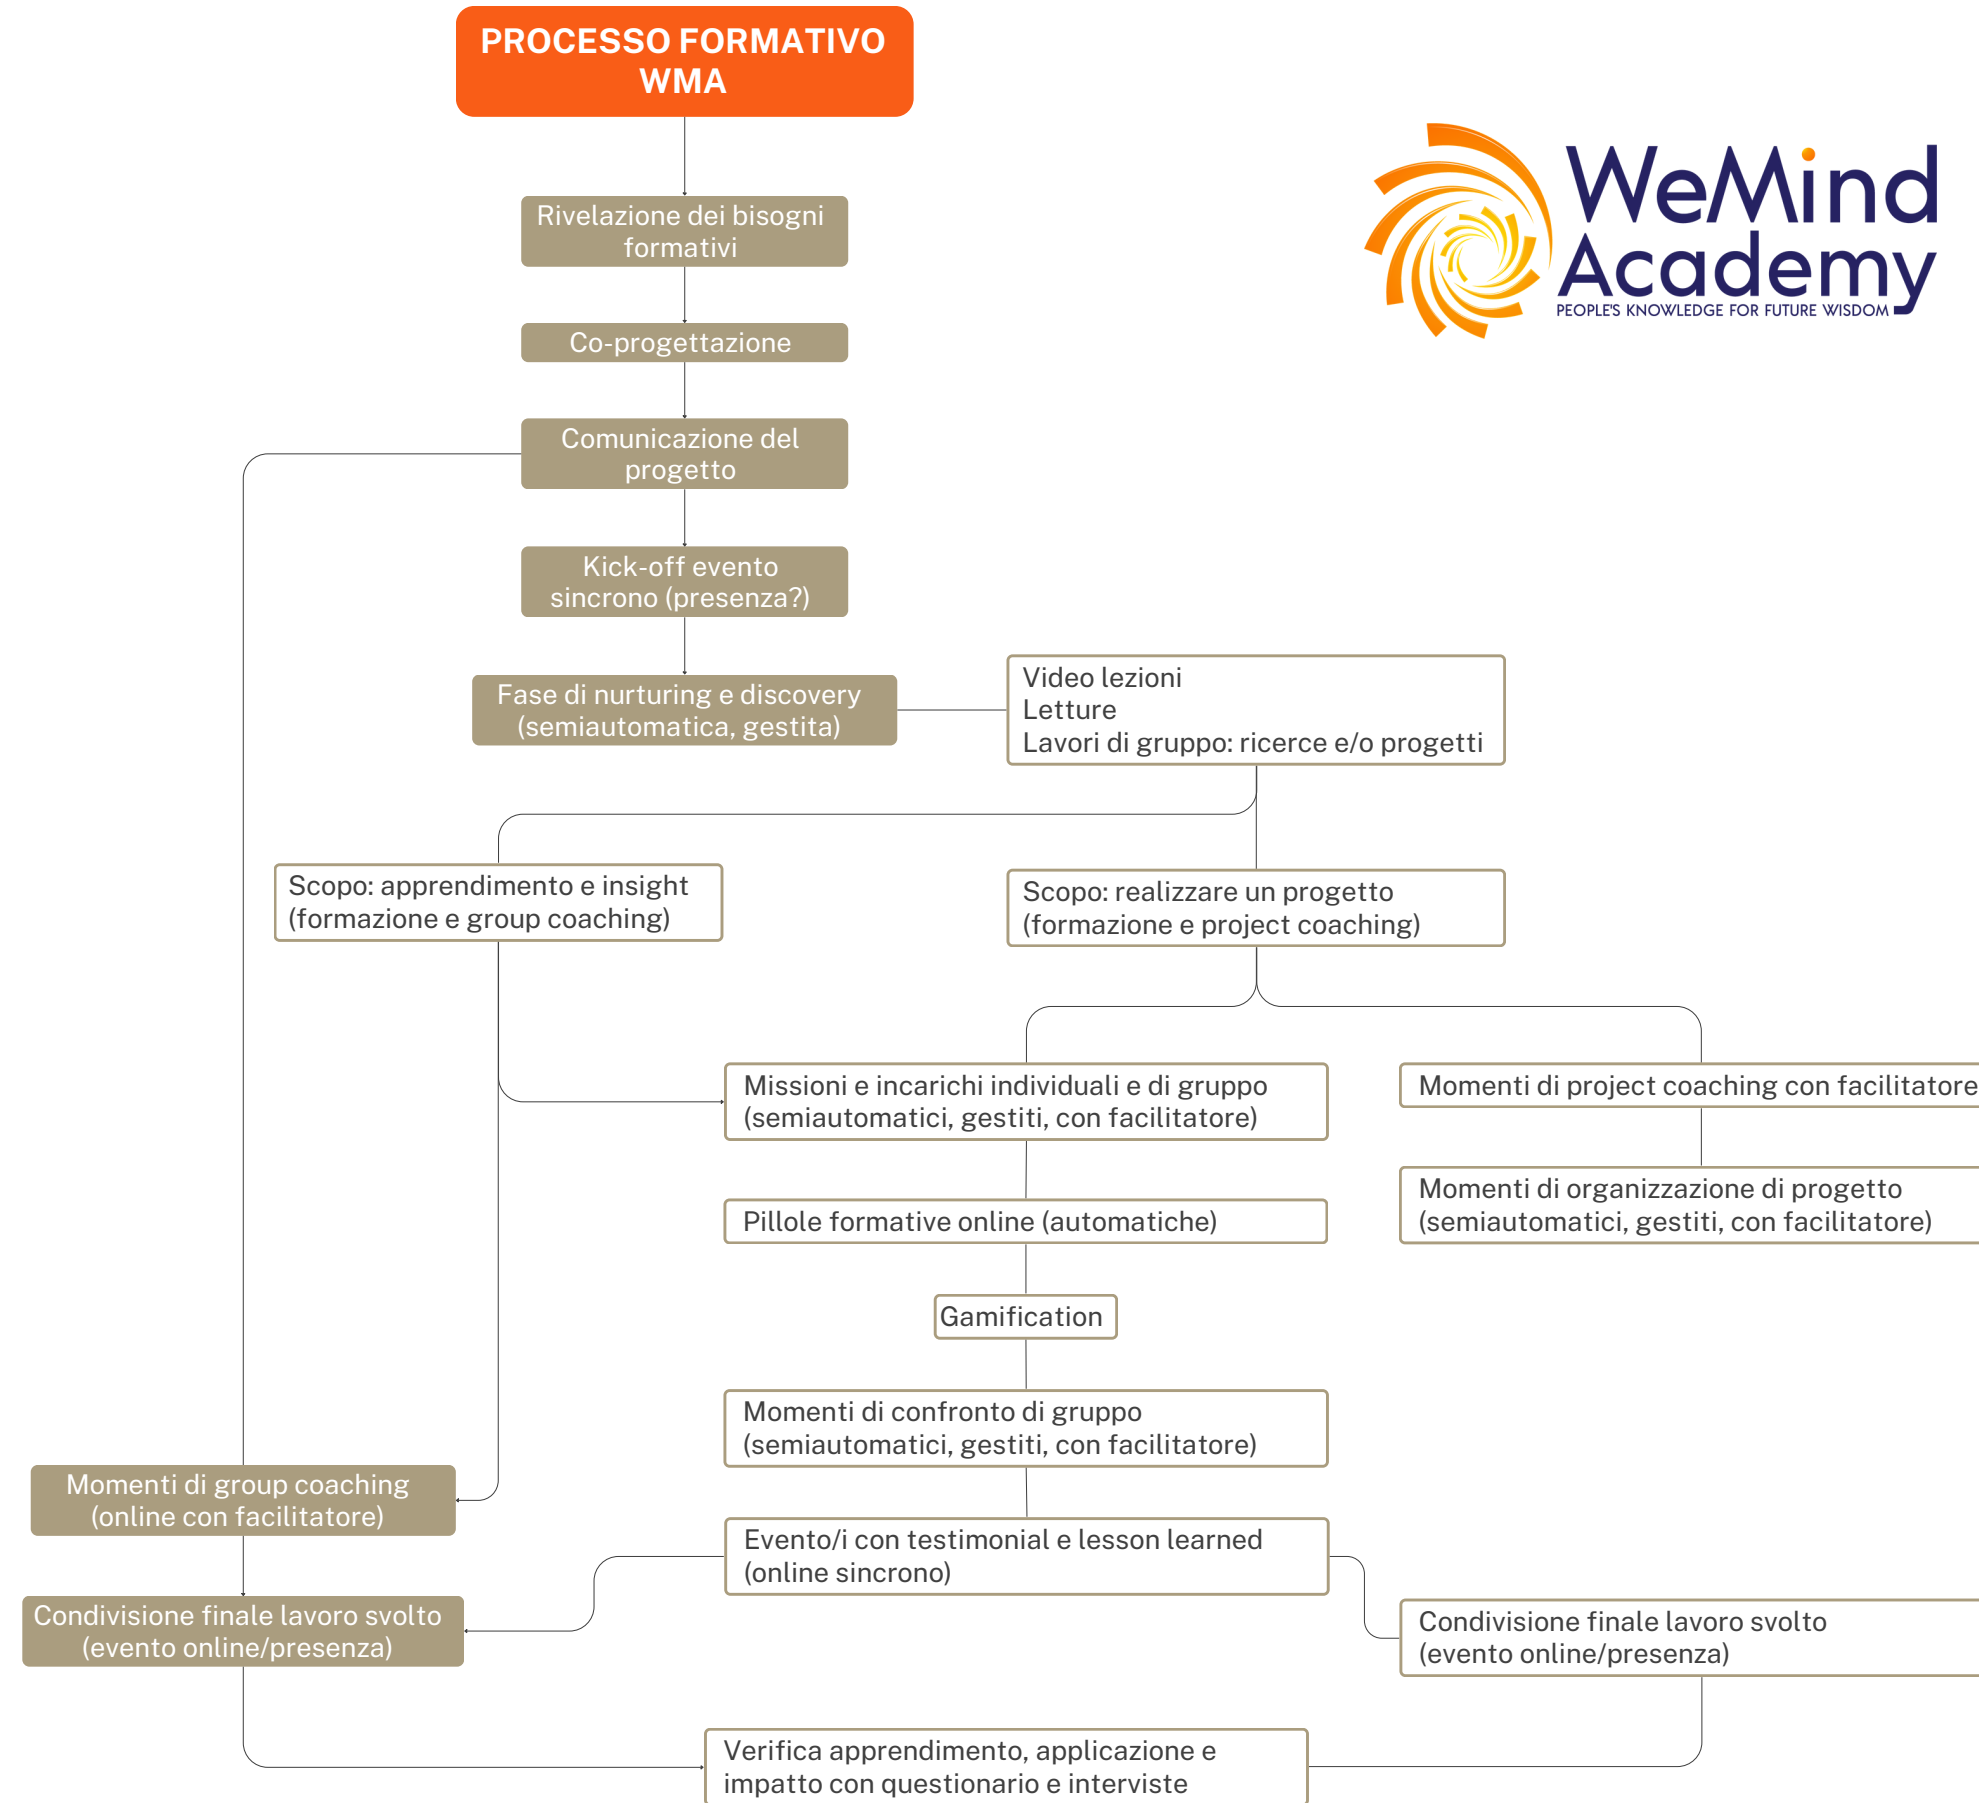 PROCESSO FORMATIVO
WMA
WeMind
Academy
PEOPLE'S KNOWLEDGE FOR FUTURE WISDOM
Rivelazione dei bisogni
formativi
Co-progettazione
Comunicazione del
progetto
Kick-off evento
sincrono (presenza?)
Fase di nurturing e discovery
(semiautomatica, gestita)
Video lezioni
Letture
Lavori di gruppo: ricerce e/o progetti
Scopo: apprendimento e insight
(formazione e group coaching)
Scopo: realizzare un progetto
(formazione e project coaching)
Missioni e incarichi individuali e di gruppo
(semiautomatici, gestiti, con facilitatore)
Momenti di project coaching con facilitatore
Pillole formative online (automatiche)
Momenti di organizzazione di progetto
(semiautomatici, gestiti, con facilitatore)
Gamification
Momenti di confronto di gruppo
(semiautomatici, gestiti, con facilitatore)
Momenti di group coaching
(online con facilitatore)
Evento/i con testimonial e lesson learned
(online sincrono)
Condivisione finale lavoro svolto
(evento online/presenza)
Condivisione finale lavoro svolto
(evento online/presenza)
Verifica apprendimento, applicazione e
impatto con questionario e interviste